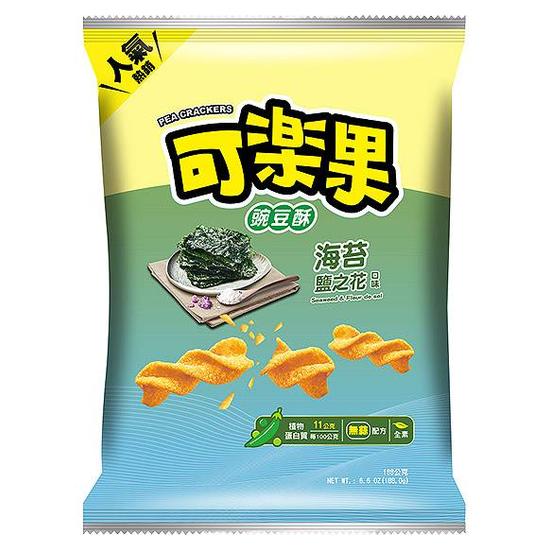 人氣
熱銷
PEA CRACKERS
可楽果
豌豆酥
海苔
鹽之花 口味
Seaweed & Fleur de sel
植物 11公克 無蒜 配方 全素
蛋白質 每100公克
188公克
NET WT.: 6.6 OZ(188.0g)